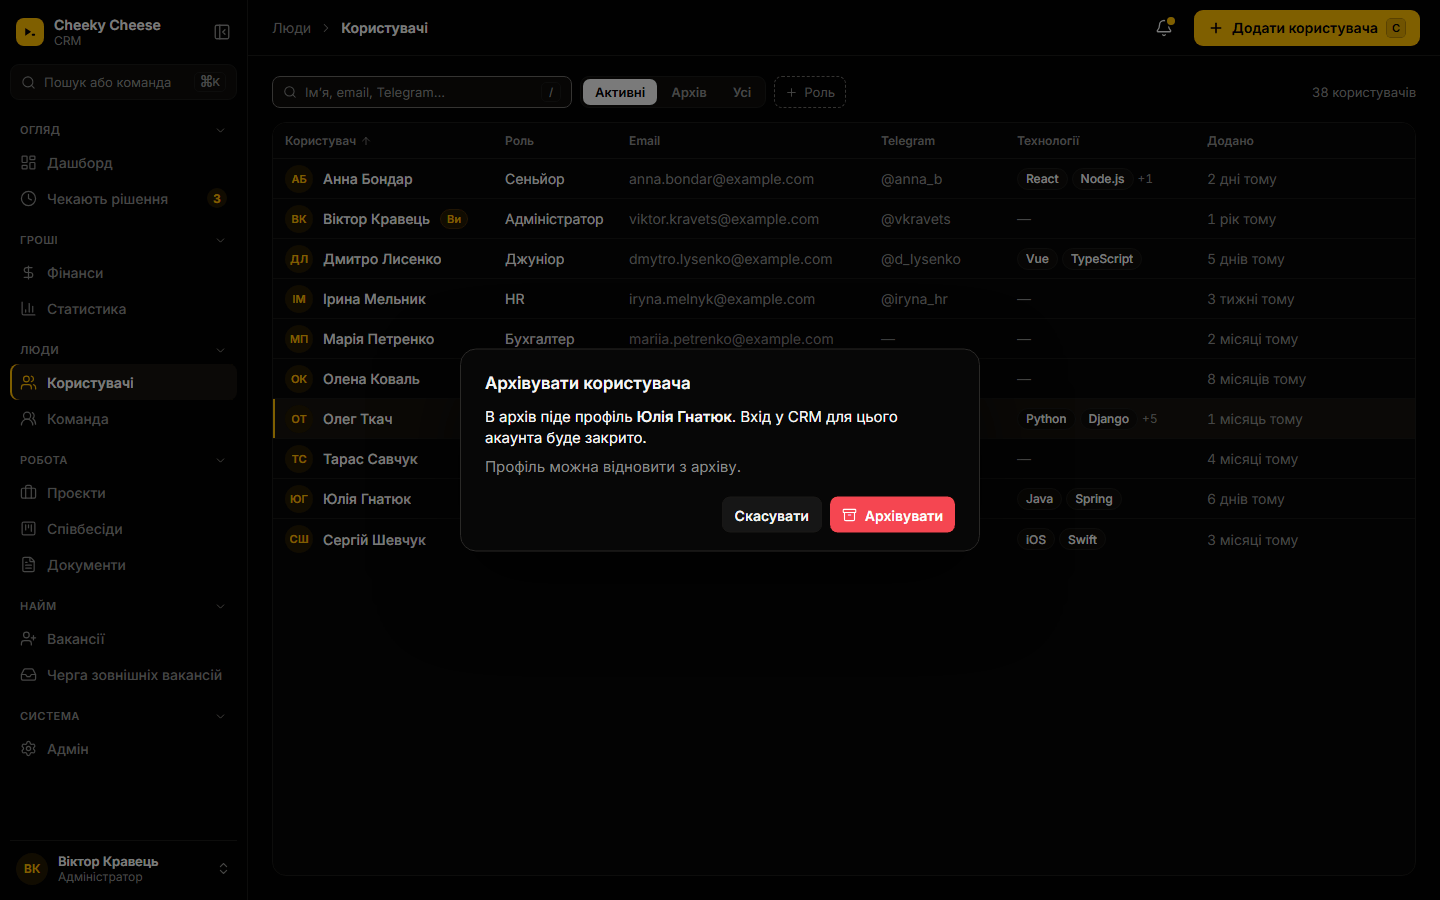 Cheeky Cheese
CRM
Пошук або команда ⌘K
ОГЛЯД
Дашборд
Чекають рішення 3
ГРОШІ
Фінанси
Статистика
ЛЮДИ
Користувачі
Команда
РОБОТА
Проєкти
Співбесіди
Документи
НАЙМ
Вакансії
Черга зовнішніх вакансій
СИСТЕМА
Адмін
ВК Віктор Кравець
Адміністратор
Люди > Користувачі
+ Додати користувача C
Ім'я, email, Telegram... /
Активні Архів Усі
+ Роль
38 користувачів
Користувач ↑ Роль Email Telegram Технології Додано
АБ Анна Бондар Сеньйор anna.bondar@example.com @anna_b React Node.js +1 2 дні тому
ВК Віктор Кравець Ви Адміністратор viktor.kravets@example.com @vkravets — 1 рік тому
ДЛ Дмитро Лисенко Джуніор dmytro.lysenko@example.com @d_lysenko Vue TypeScript 5 днів тому
ІМ Ірина Мельник HR iryna.melnyk@example.com @iryna_hr — 3 тижні тому
МП Марія Петренко Бухгалтер mariia.petrenko@example.com — — 2 місяці тому
ОК Олена Коваль — 8 місяців тому
ОТ Олег Ткач Python Django +5 1 місяць тому
ТС Тарас Савчук — 4 місяці тому
ЮГ Юлія Гнатюк Java Spring 6 днів тому
СШ Сергій Шевчук iOS Swift 3 місяці тому
Архівувати користувача
В архів піде профіль Юлія Гнатюк. Вхід у CRM для цього
акаунта буде закрито.
Профіль можна відновити з архіву.
Скасувати Архівувати